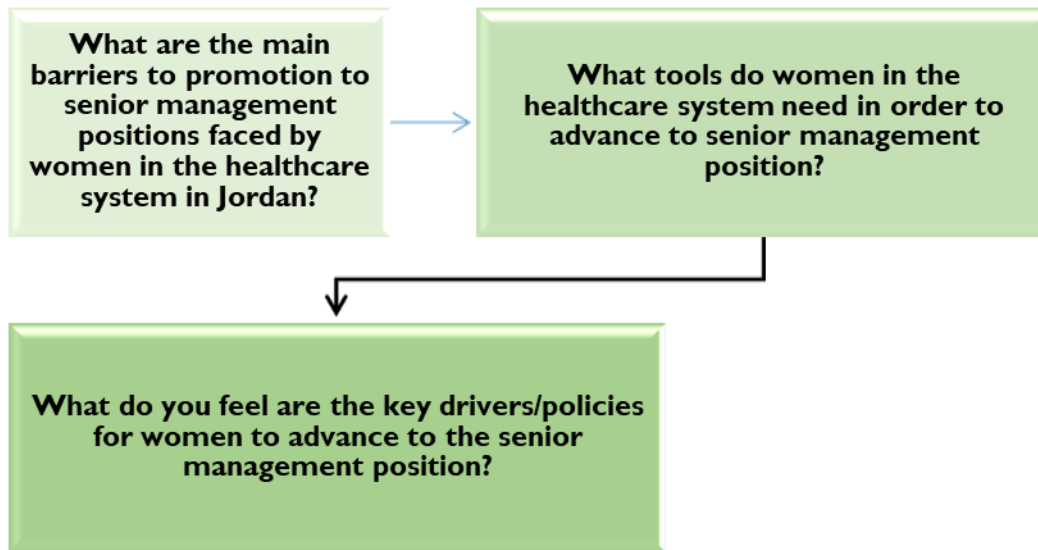 What are the main
barriers to promotion to
senior management
positions faced by
women in the healthcare
system in Jordan?
What tools do women in the
healthcare system need in order to
advance to senior management
position?
What do you feel are the key drivers/policies
for women to advance to the senior
management position?